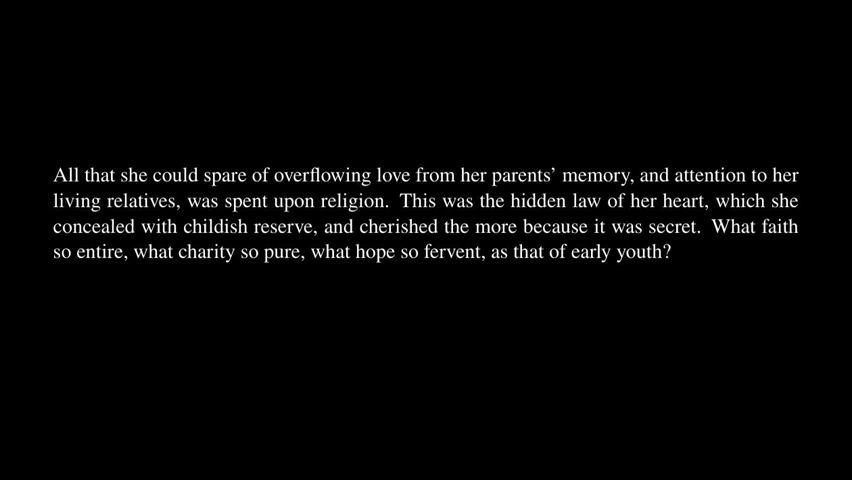 All that she could spare of overflowing love from her parents’ memory, and attention to her
living relatives, was spent upon religion. This was the hidden law of her heart, which she
concealed with childish reserve, and cherished the more because it was secret. What faith
so entire, what charity so pure, what hope so fervent, as that of early youth?